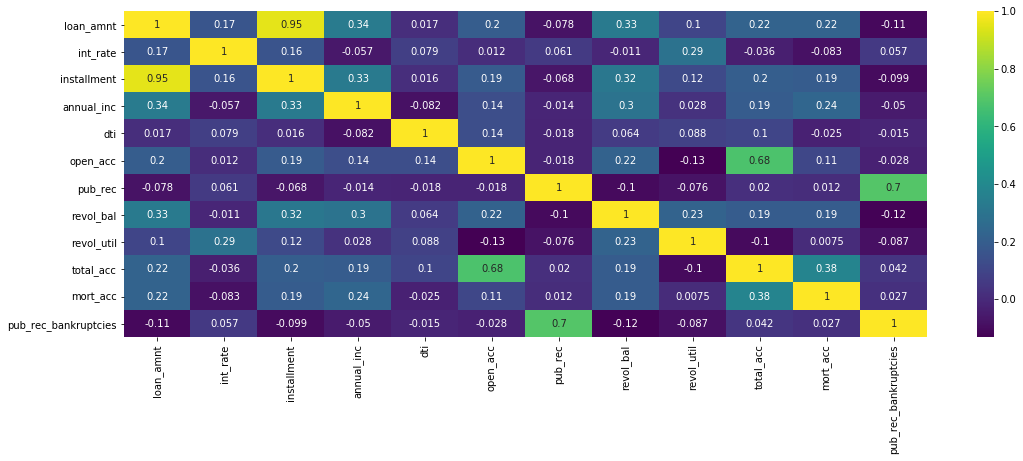 loan_amnt 1 0.17 0.95 0.34 0.017 0.2 -0.078 0.33 0.1 0.22 0.22 -0.11
int_rate 0.17 1 0.16 -0.057 0.079 0.012 0.061 -0.011 0.29 -0.036 -0.083 0.057
installment 0.95 0.16 1 0.33 0.016 0.19 -0.068 0.32 0.12 0.2 0.19 -0.099
annual_inc 0.34 -0.057 0.33 1 -0.082 0.14 -0.014 0.3 0.028 0.19 0.24 -0.05
dti 0.017 0.079 0.016 -0.082 1 0.14 -0.018 0.064 0.088 0.1 -0.025 -0.015
open_acc 0.2 0.012 0.19 0.14 0.14 1 -0.018 0.22 -0.13 0.68 0.11 -0.028
pub_rec -0.078 0.061 -0.068 -0.014 -0.018 -0.018 1 -0.1 -0.076 0.02 0.012 0.7
revol_bal 0.33 -0.011 0.32 0.3 0.064 0.22 -0.1 1 0.23 0.19 0.19 -0.12
revol_util 0.1 0.29 0.12 0.028 0.088 -0.13 -0.076 0.23 1 -0.1 0.0075 -0.087
total_acc 0.22 -0.036 0.2 0.19 0.1 0.68 0.02 0.19 -0.1 1 0.38 0.042
mort_acc 0.22 -0.083 0.19 0.24 -0.025 0.11 0.012 0.19 0.0075 0.38 1 0.027
pub_rec_bankruptcies -0.11 0.057 -0.099 -0.05 -0.015 -0.028 0.7 -0.12 -0.087 0.042 0.027 1
loan_amnt int_rate installment annual_inc dti open_acc pub_rec revol_bal revol_util total_acc mort_acc pub_rec_bankruptcies
1.0
0.8
0.6
0.4
0.2
0.0